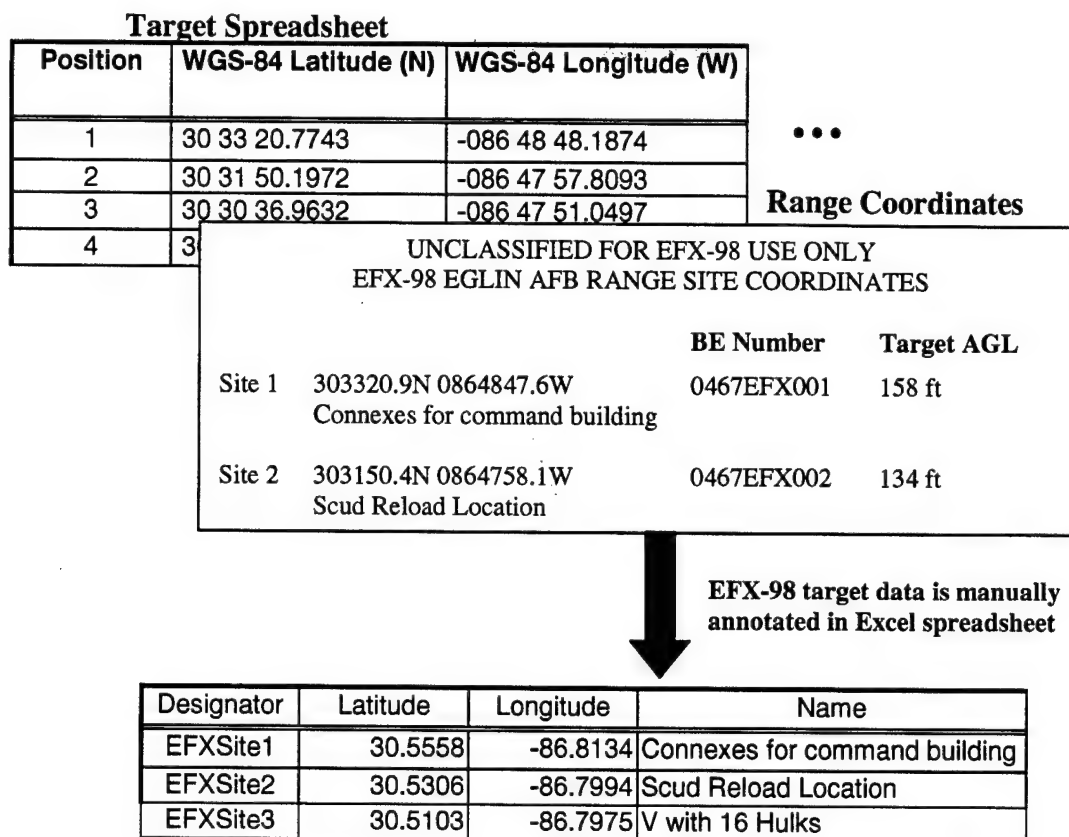 Target Spreadsheet
Position WGS-84 Latitude (N) WGS-84 Longitude (W)
1 30 33 20.7743 -086 48 48.1874
2 30 31 50.1972 -086 47 57.8093
3 30 30 36.9632 -086 47 51.0497
4 3
•••
Range Coordinates
UNCLASSIFIED FOR EFX-98 USE ONLY
EFX-98 EGLIN AFB RANGE SITE COORDINATES
BE Number Target AGL
Site 1 303320.9N 0864847.6W 0467EFX001 158 ft
Connexes for command building
Site 2 303150.4N 0864758.1W 0467EFX002 134 ft
Scud Reload Location
EFX-98 target data is manually
annotated in Excel spreadsheet
Designator Latitude Longitude Name
EFXSite1 30.5558 -86.8134 Connexes for command building
EFXSite2 30.5306 -86.7994 Scud Reload Location
EFXSite3 30.5103 -86.7975 V with 16 Hulks